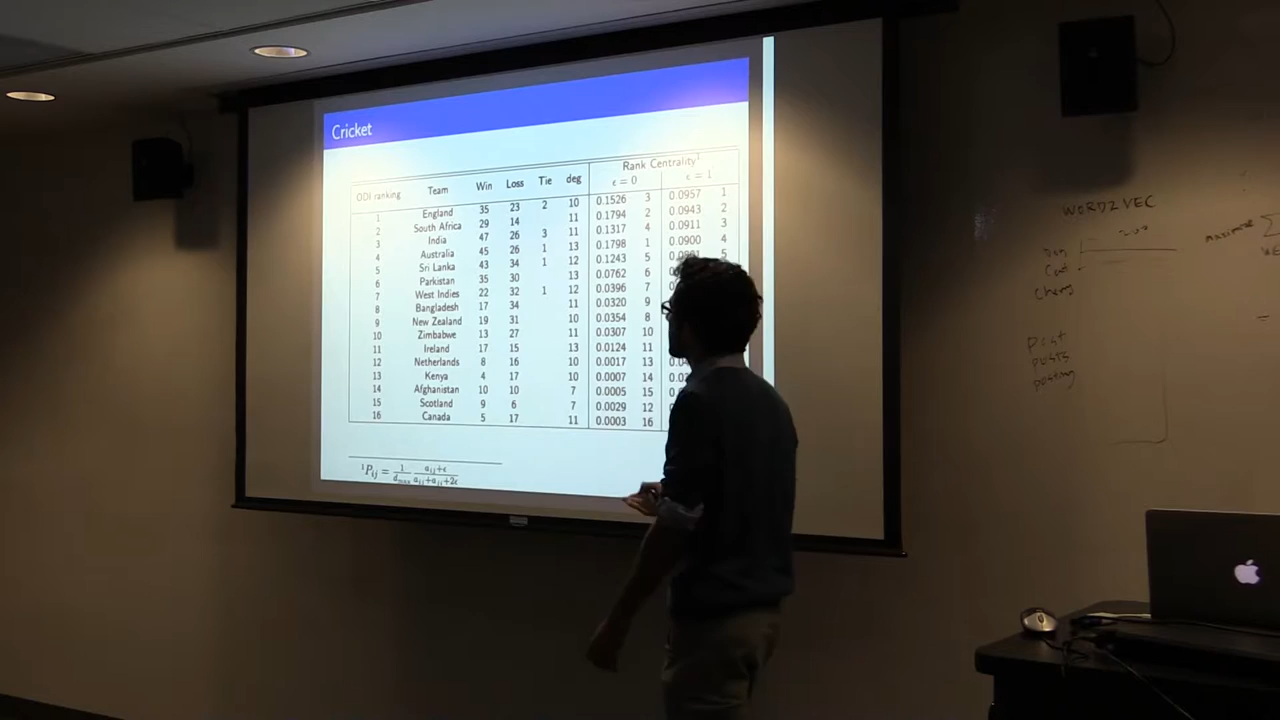 Cricket
Rank Centrality¹
ODI ranking Team Win Loss Tie deg ϵ = 0 ϵ = 1
1 England 35 23 2 10 0.1526 3 0.0957 1
2 South Africa 29 14 11 0.1794 2 0.0943 2
3 India 47 26 3 11 0.1317 4 0.0911 3
4 Australia 45 26 1 13 0.1798 1 0.0900 4
5 Sri Lanka 43 34 1 12 0.1243 5 5
6 Parkistan 35 30 13 0.0762 6
7 West Indies 22 32 1 12 0.0396 7
8 Bangladesh 17 34 11 0.0320 9
9 New Zealand 19 31 10 0.0354 8
10 Zimbabwe 13 27 11 0.0307 10
11 Ireland 17 15 13 0.0124 11
12 Netherlands 8 16 10 0.0017 13
13 Kenya 4 17 10 0.0007 14
14 Afghanistan 10 10 7 0.0005 15
15 Scotland 9 6 7 0.0029 12
16 Canada 5 17 11 0.0003 16
WORD2VEC
200
maximize Σ
Cat
Past
posts
posting